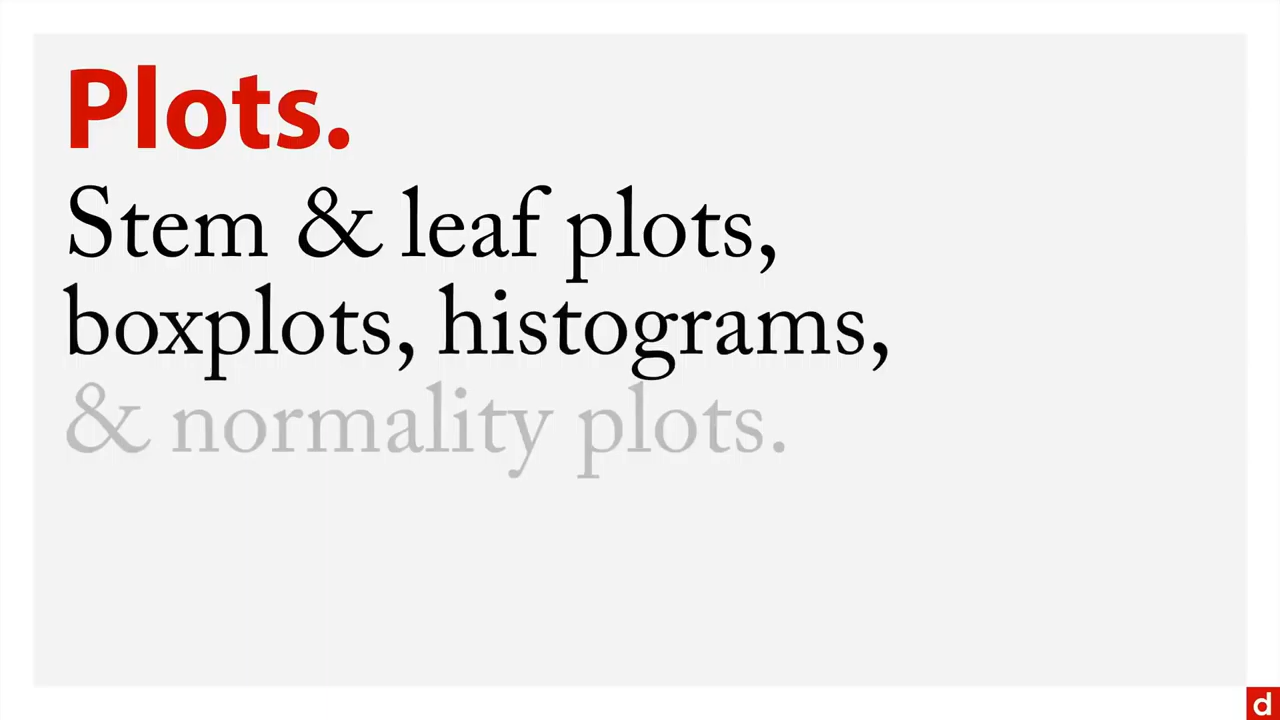 Plots.
Stem & leaf plots,
boxplots, histograms,
& normality plots.
d